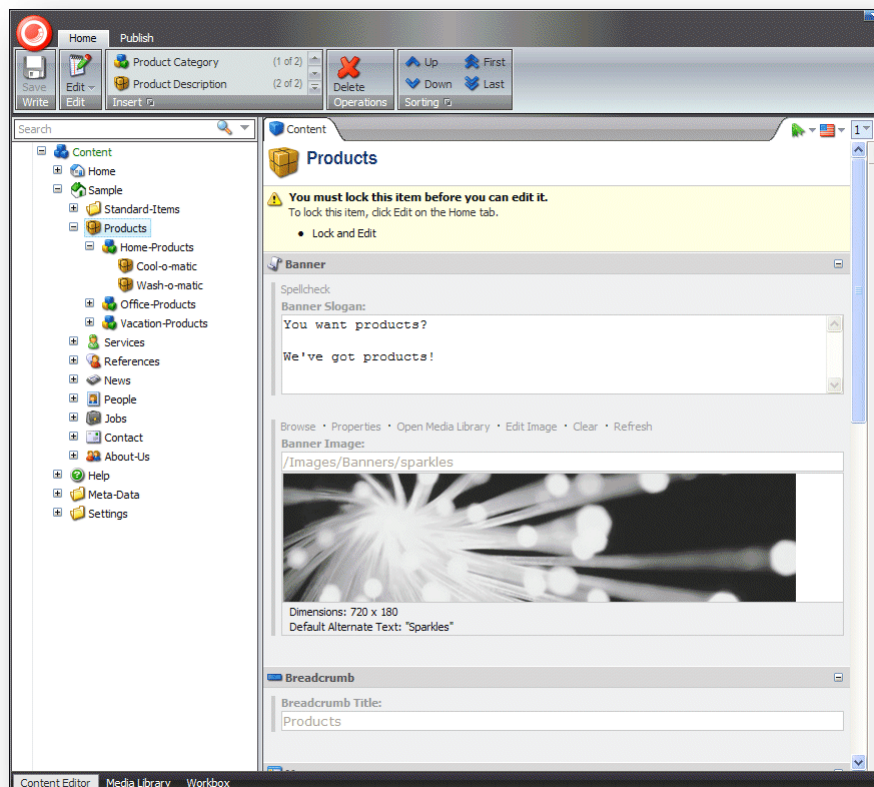 Home Publish
Save
Write
Edit
Edit
Product Category (1 of 2)
Product Description (2 of 2)
Insert
Delete
Operations
Up First
Down Last
Sorting
Search
Content
Home
Sample
Standard-Items
Products
Home-Products
Cool-o-matic
Wash-o-matic
Office-Products
Vacation-Products
Services
References
News
People
Jobs
Contact
About-Us
Help
Meta-Data
Settings
Content
1
Products
You must lock this item before you can edit it.
To lock this item, click Edit on the Home tab.
• Lock and Edit
Banner
Spellcheck
Banner Slogan:
You want products?
We've got products!
Browse • Properties • Open Media Library • Edit Image • Clear • Refresh
Banner Image:
/Images/Banners/sparkles
Dimensions: 720 x 180
Default Alternate Text: "Sparkles"
Breadcrumb
Breadcrumb Title:
Products
Content Editor Media Library Workbox